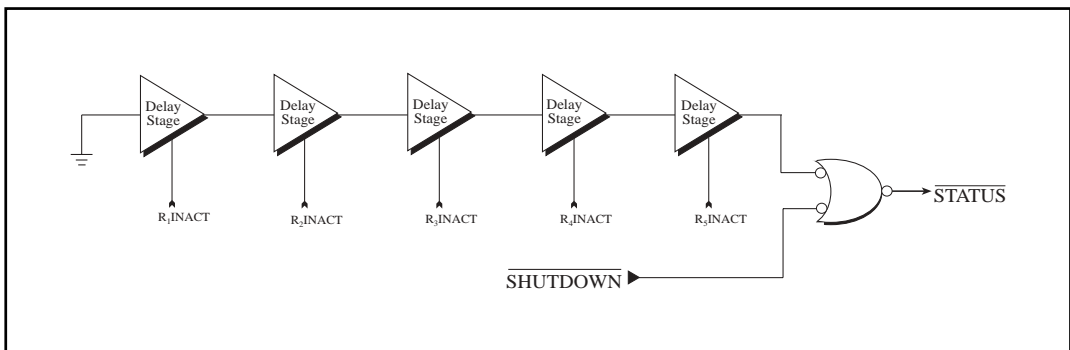 Delay
Stage
Delay
Stage
Delay
Stage
Delay
Stage
Delay
Stage
R₁INACT
R₂INACT
R₃INACT
R₄INACT
R₅INACT
STATUS
SHUTDOWN